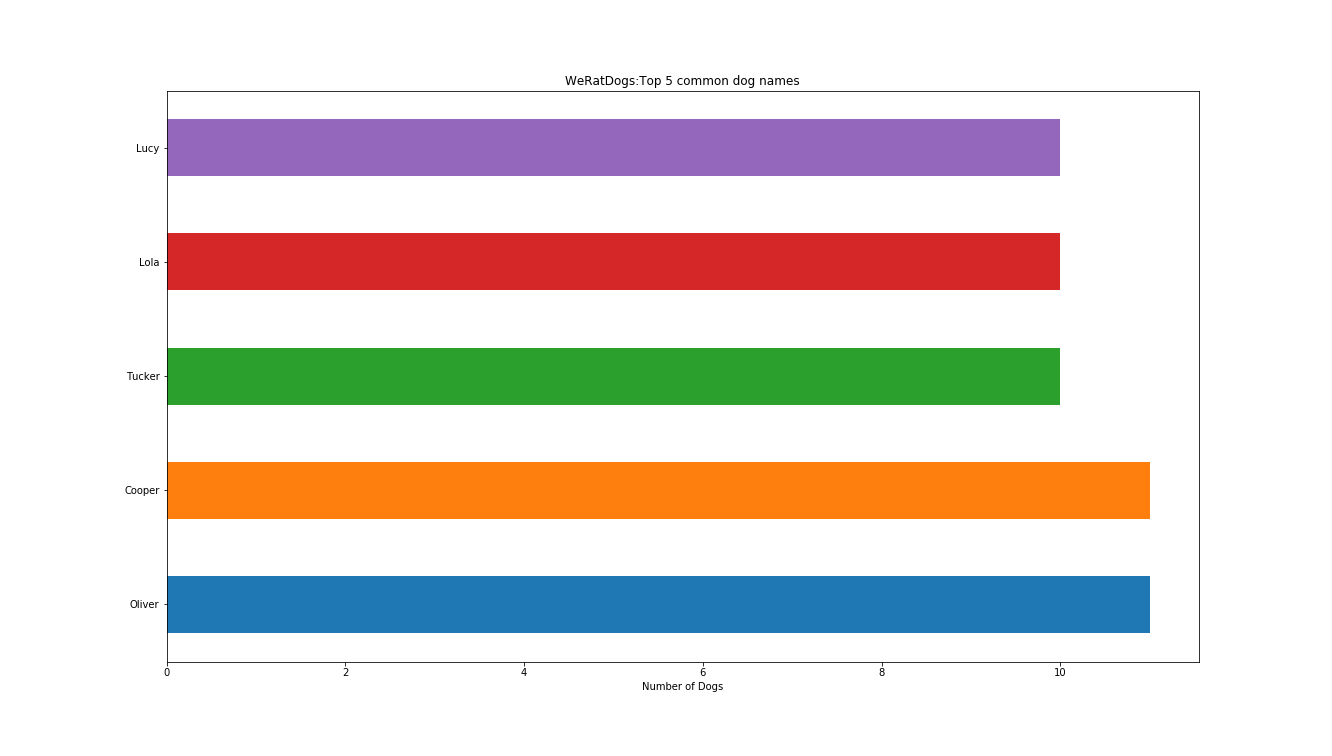 WeRatDogs:Top 5 common dog names
Lucy
Lola
Tucker
Cooper
Oliver
0 2 4 6 8 10
Number of Dogs